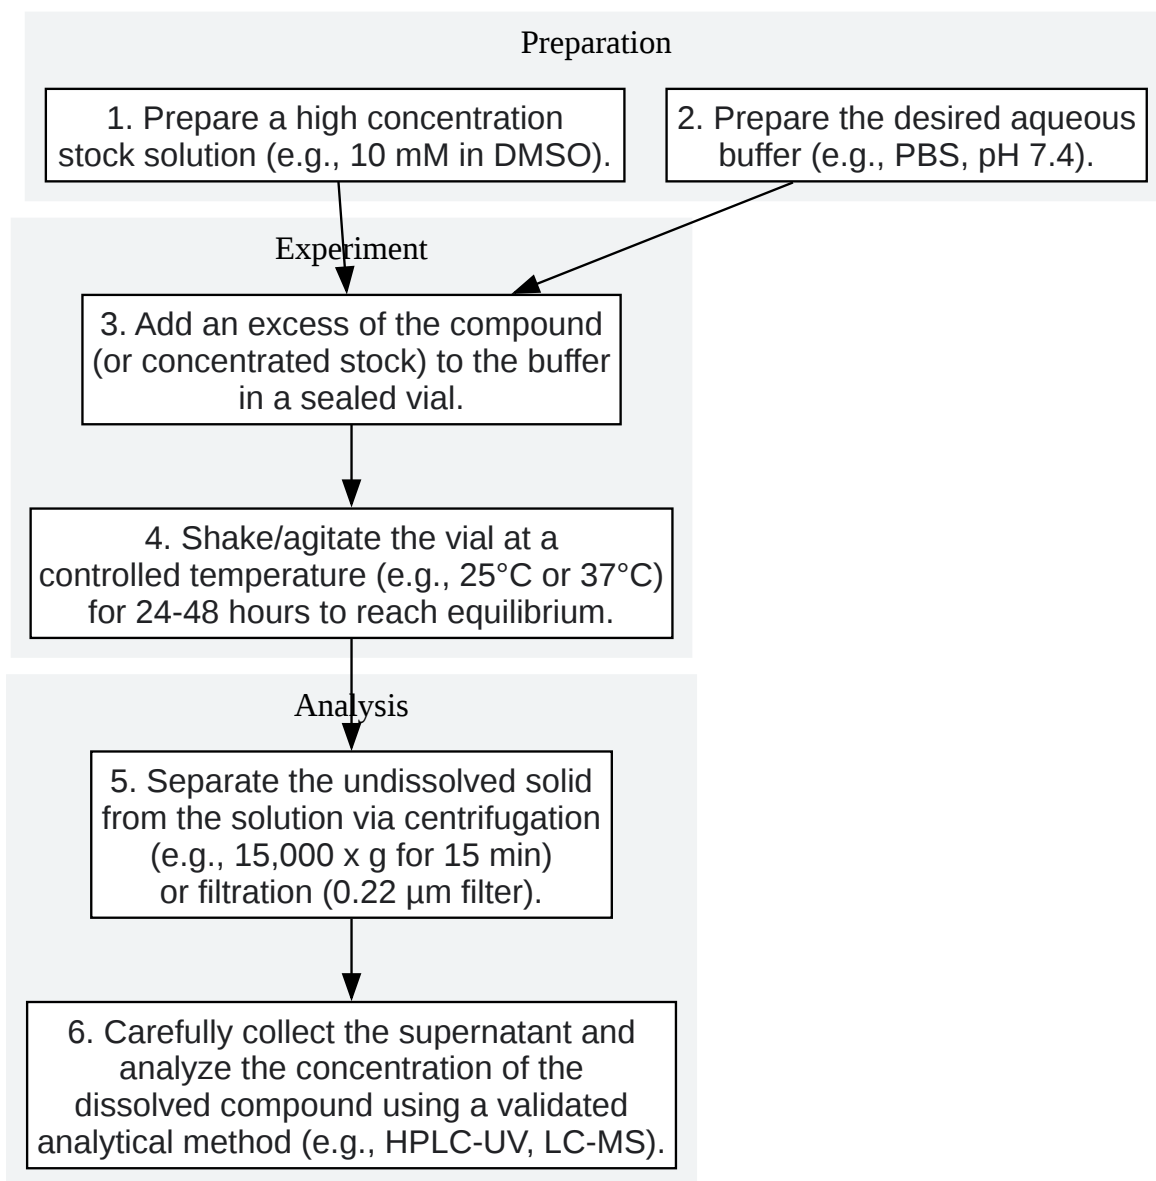 Preparation
1. Prepare a high concentration
stock solution (e.g., 10 mM in DMSO).
2. Prepare the desired aqueous
buffer (e.g., PBS, pH 7.4).
Experiment
3. Add an excess of the compound
(or concentrated stock) to the buffer
in a sealed vial.
4. Shake/agitate the vial at a
controlled temperature (e.g., 25°C or 37°C)
for 24-48 hours to reach equilibrium.
Analysis
5. Separate the undissolved solid
from the solution via centrifugation
(e.g., 15,000 x g for 15 min)
or filtration (0.22 µm filter).
6. Carefully collect the supernatant and
analyze the concentration of the
dissolved compound using a validated
analytical method (e.g., HPLC-UV, LC-MS).